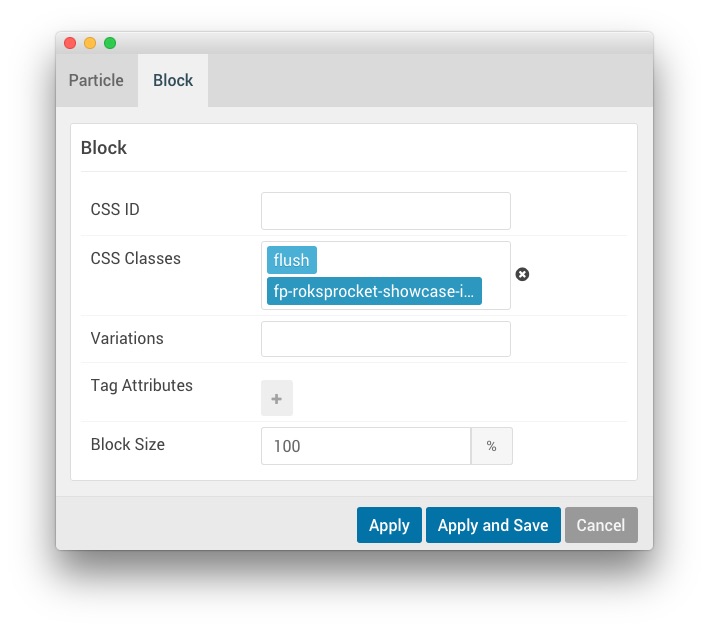 Particle Block
Block
CSS ID
CSS Classes flush
fp-roksprocket-showcase-i...
Variations
Tag Attributes +
Block Size 100 %
Apply Apply and Save Cancel